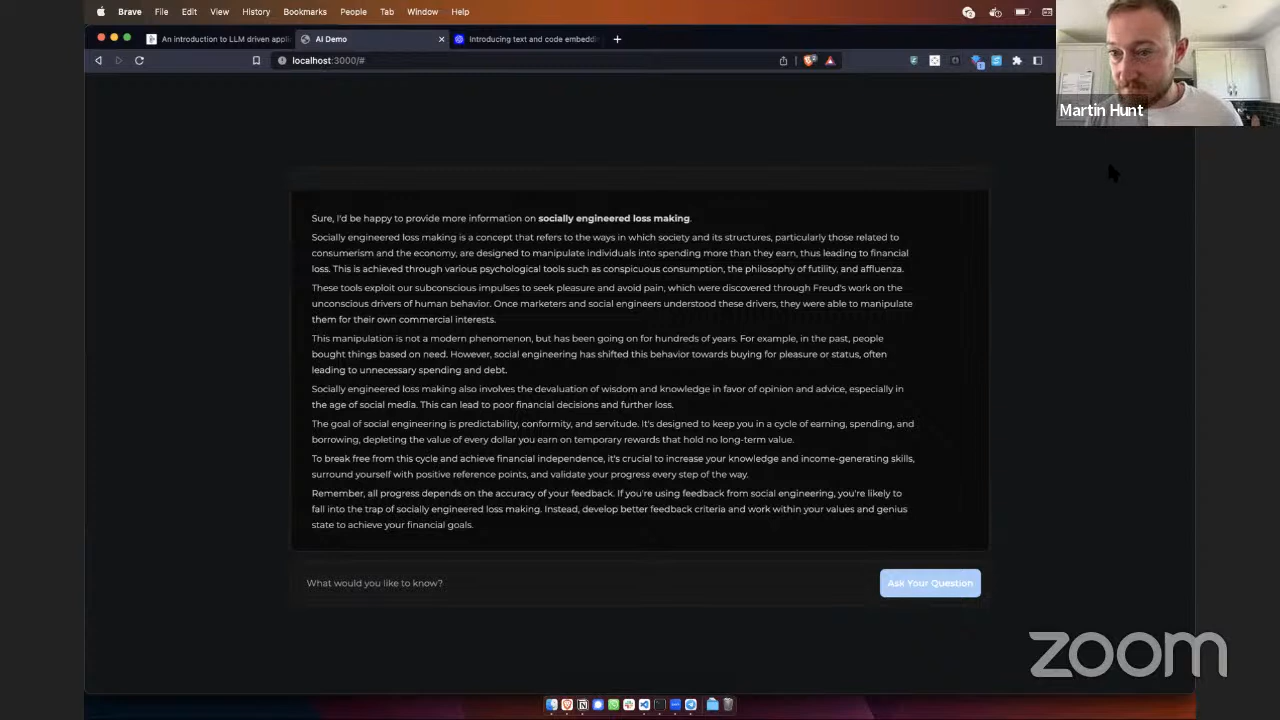 Brave File Edit View History Bookmarks People Tab Window Help
An introduction to LLM driven appli
AI Demo
Introducing text and code embeddi
localhost:3000/#
Martin Hunt
Sure, I'd be happy to provide more information on socially engineered loss making.
Socially engineered loss making is a concept that refers to the ways in which society and its structures, particularly those related to
consumerism and the economy, are designed to manipulate individuals into spending more than they earn, thus leading to financial
loss. This is achieved through various psychological tools such as conspicuous consumption, the philosophy of futility, and affluenza.
These tools exploit our subconscious impulses to seek pleasure and avoid pain, which were discovered through Freud's work on the
unconscious drivers of human behavior. Once marketers and social engineers understood these drivers, they were able to manipulate
them for their own commercial interests.
This manipulation is not a modern phenomenon, but has been going on for hundreds of years. For example, in the past, people
bought things based on need. However, social engineering has shifted this behavior towards buying for pleasure or status, often
leading to unnecessary spending and debt.
Socially engineered loss making also involves the devaluation of wisdom and knowledge in favor of opinion and advice, especially in
the age of social media. This can lead to poor financial decisions and further loss.
The goal of social engineering is predictability, conformity, and servitude. It's designed to keep you in a cycle of earning, spending, and
borrowing, depleting the value of every dollar you earn on temporary rewards that hold no long-term value.
To break free from this cycle and achieve financial independence, it's crucial to increase your knowledge and income-generating skills,
surround yourself with positive reference points, and validate your progress every step of the way.
Remember, all progress depends on the accuracy of your feedback. If you're using feedback from social engineering, you're likely to
fall into the trap of socially engineered loss making. Instead, develop better feedback criteria and work within your values and genius
state to achieve your financial goals.
What would you like to know?
Ask Your Question
zoom